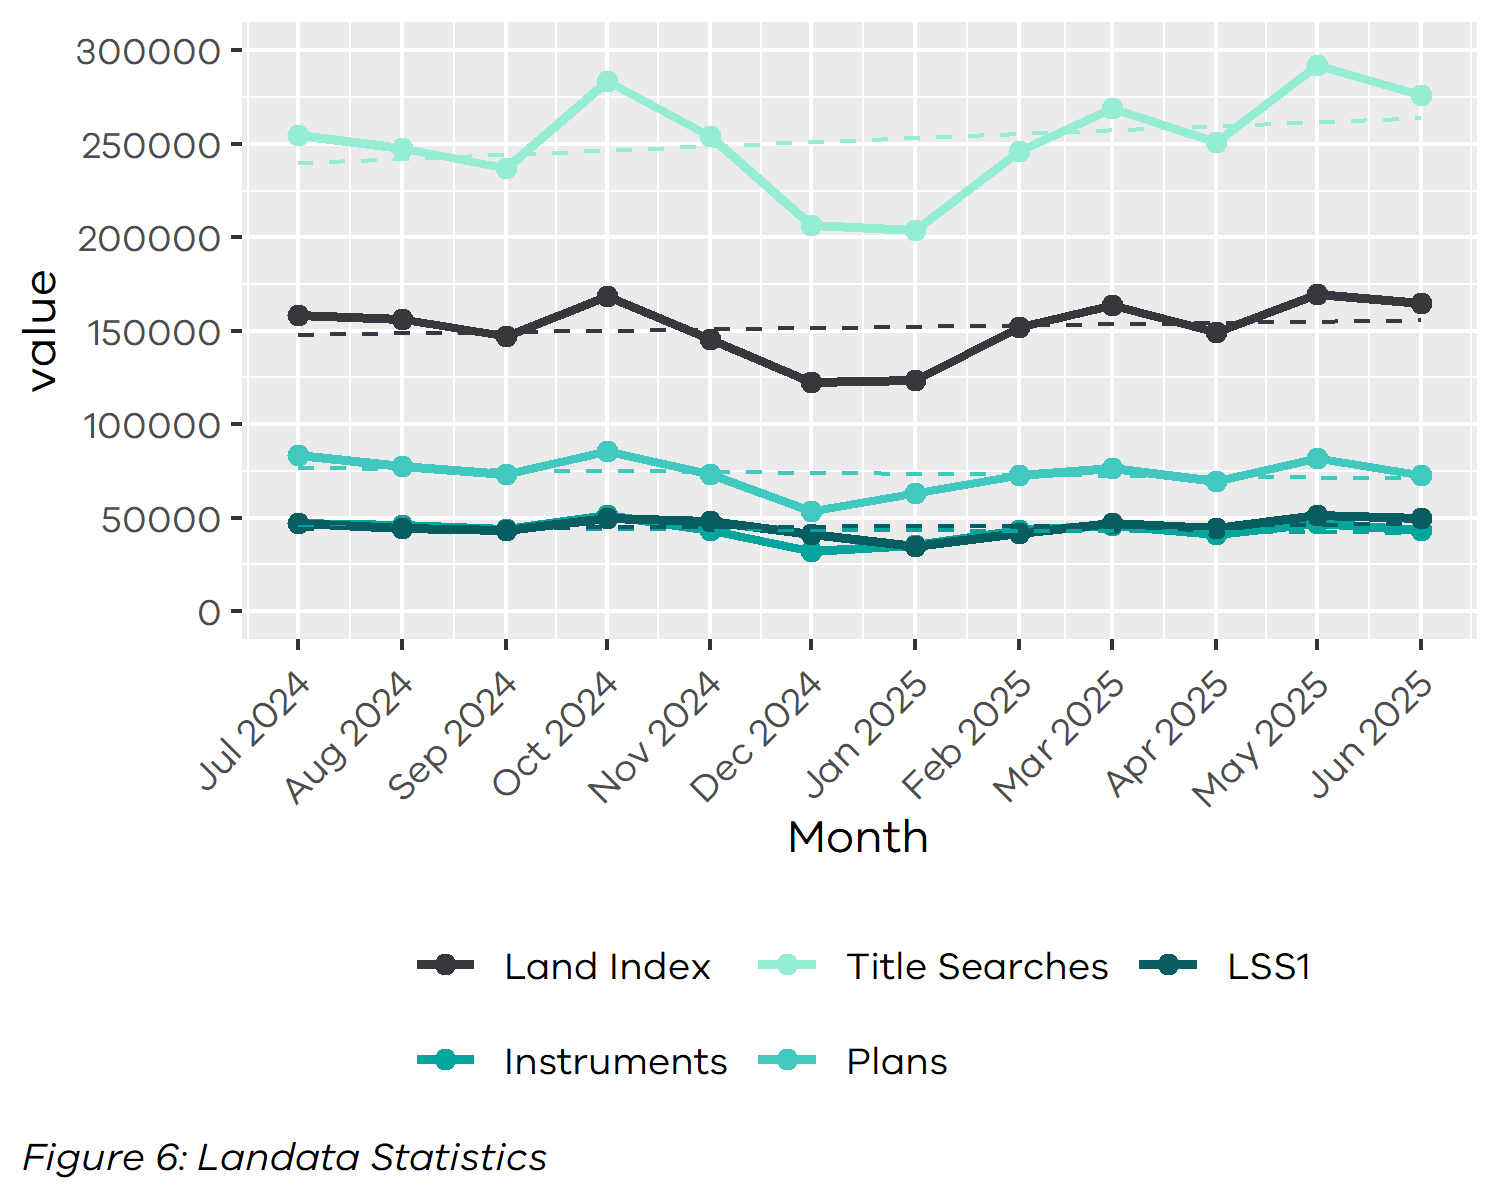 300000
250000
200000
150000
100000
50000
0
value
Jul 2024
Aug 2024
Sep 2024
Oct 2024
Nov 2024
Dec 2024
Jan 2025
Feb 2025
Mar 2025
Apr 2025
May 2025
Jun 2025
Month
Land Index
Title Searches
LSS1
Instruments
Plans
Figure 6: Landata Statistics